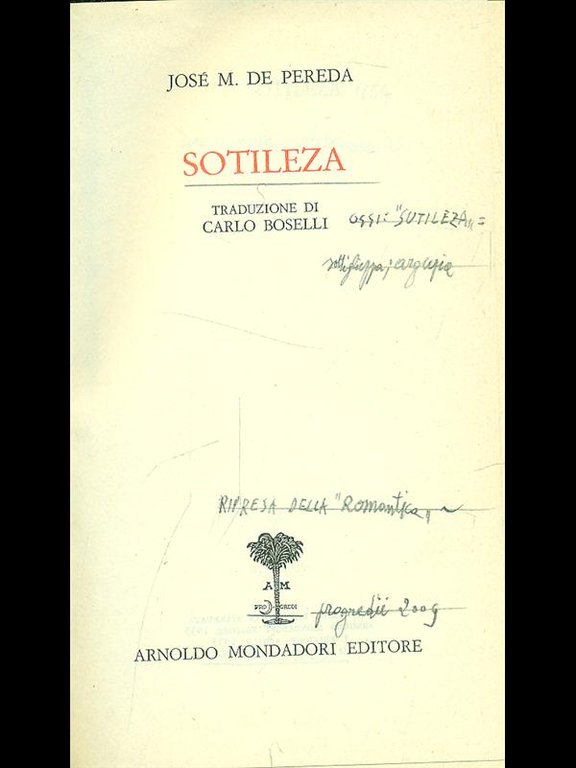 JOSÉ M. DE PEREDA
SOTILEZA
TRADUZIONE DI
CARLO BOSELLI
OGGI: "SUTILEZA" =
sottigliezza; arguzia
RIPRESA DELLA "Romantica" ~
A M
PRO GREDI
progredii 2009
ARNOLDO MONDADORI EDITORE